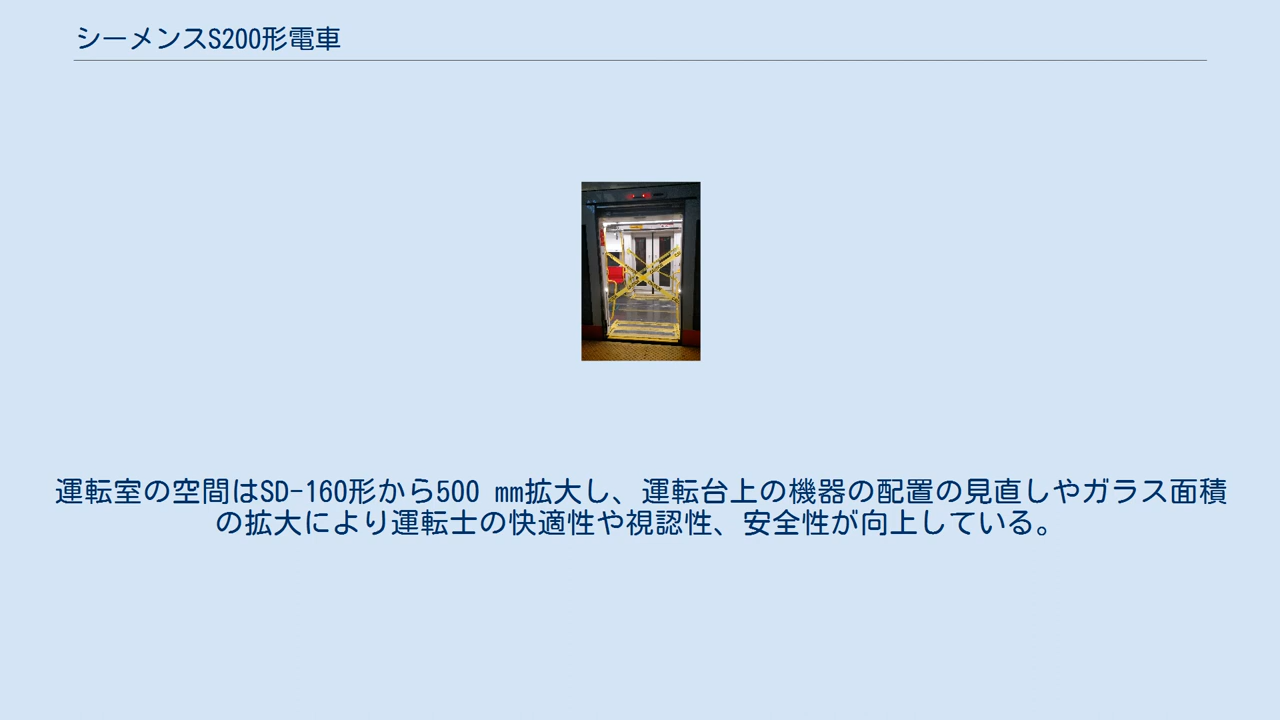 シーメンスS200形電車
運転室の空間はSD-160形から500 mm拡大し、運転台上の機器の配置の見直しやガラス面積
の拡大により運転士の快適性や視認性、安全性が向上している。